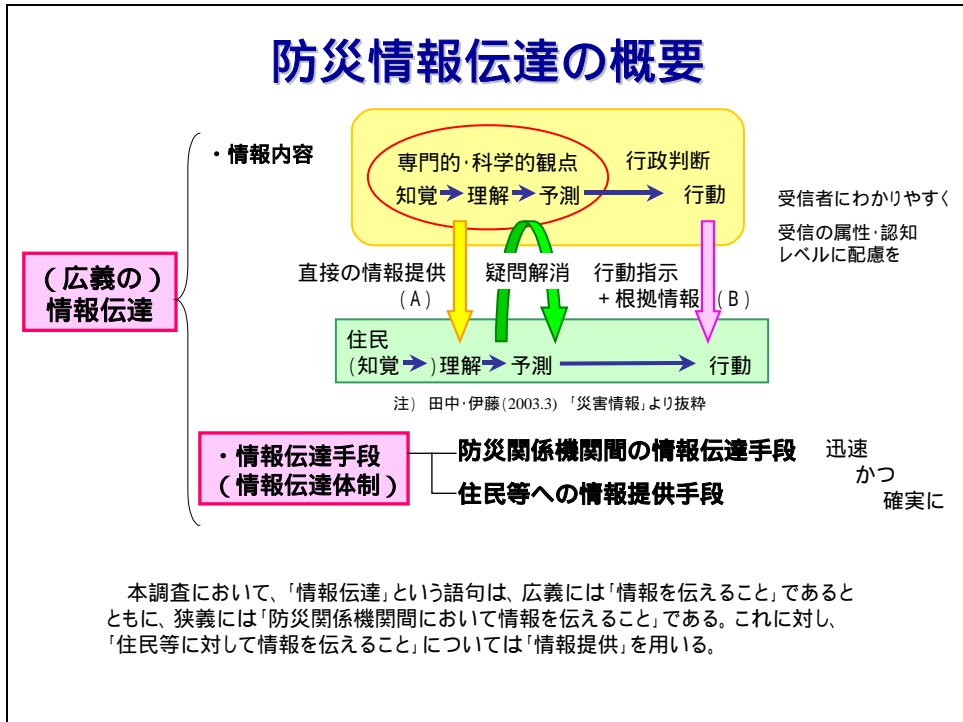 防災情報伝達の概要
・情報内容
専門的・科学的観点
行政判断
知覚 理解 予測 行動
受信者にわかりやすく
受信の属性・認知
レベルに配慮を
(広義の)
情報伝達
直接の情報提供
(A)
疑問解消
行動指示
+根拠情報 (B)
住民
(知覚 )理解 予測 行動
注) 田中・伊藤(2003.3) 「災害情報」より抜粋
・情報伝達手段
(情報伝達体制)
防災関係機関間の情報伝達手段
住民等への情報提供手段
迅速
かつ
確実に
本調査において、「情報伝達」という語句は、広義には「情報を伝えること」であると
ともに、狭義には「防災関係機関間において情報を伝えること」である。これに対し、
「住民等に対して情報を伝えること」については「情報提供」を用いる。